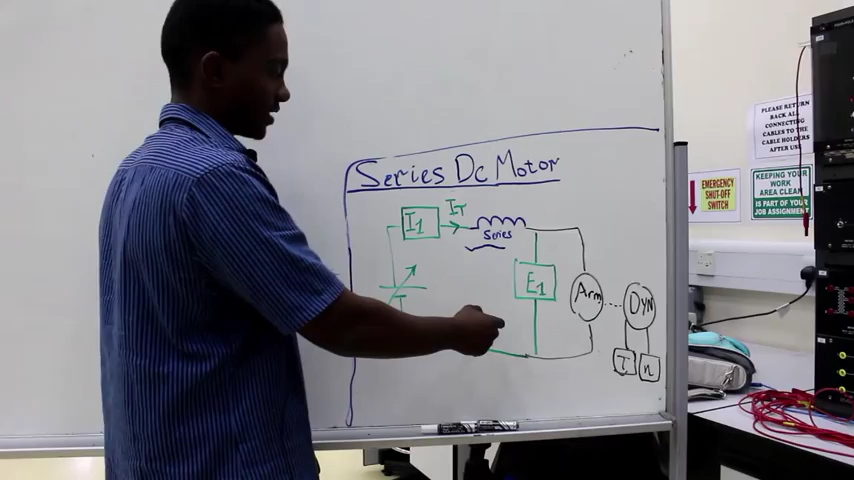 Series Dc Motor
I1
IT
Series
E1
Arm
DYN
T
n
PLEASE RETURN
BACK ALL
CONNECTING
CABLES TO THE
CABLE HOLDERS
AFTER USE
EMERGENCY
SHUT-OFF
SWITCH
KEEPING YOUR
WORK
AREA CLEAN
IS PART OF YOUR
JOB ASSIGNMENT